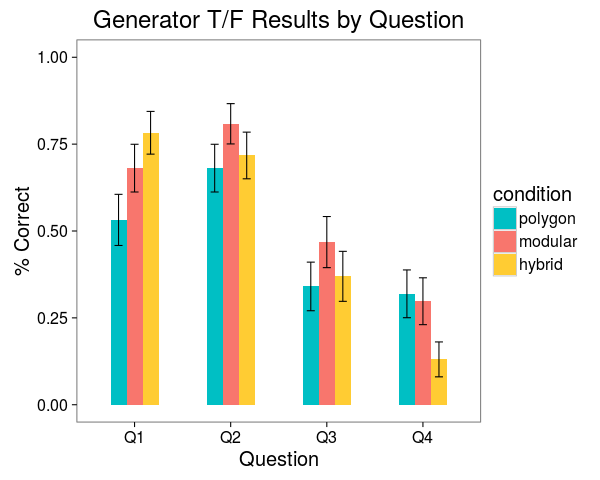 Generator T/F Results by Question
1.00
0.75
0.50
0.25
0.00
% Correct
Q1 Q2 Q3 Q4
Question
condition
polygon
modular
hybrid